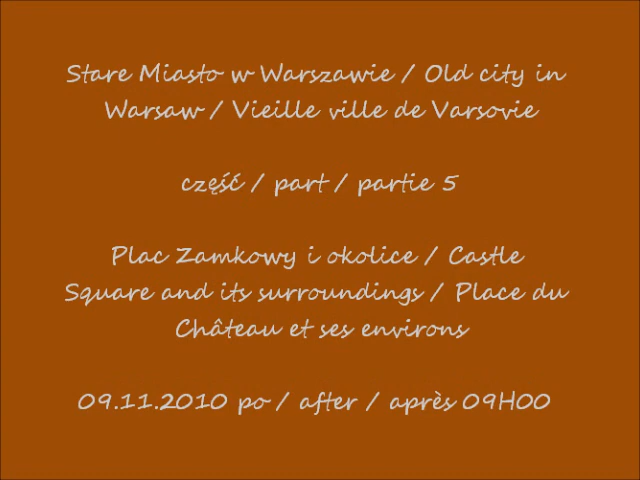 Stare Miasto w Warszawie / Old city in
Warsaw / Vieille ville de Varsovie
część / part / partie 5
Plac Zamkowy i okolice / Castle
Square and its surroundings / Place du
Château et ses environs
09.11.2010 po / after / après 09H00